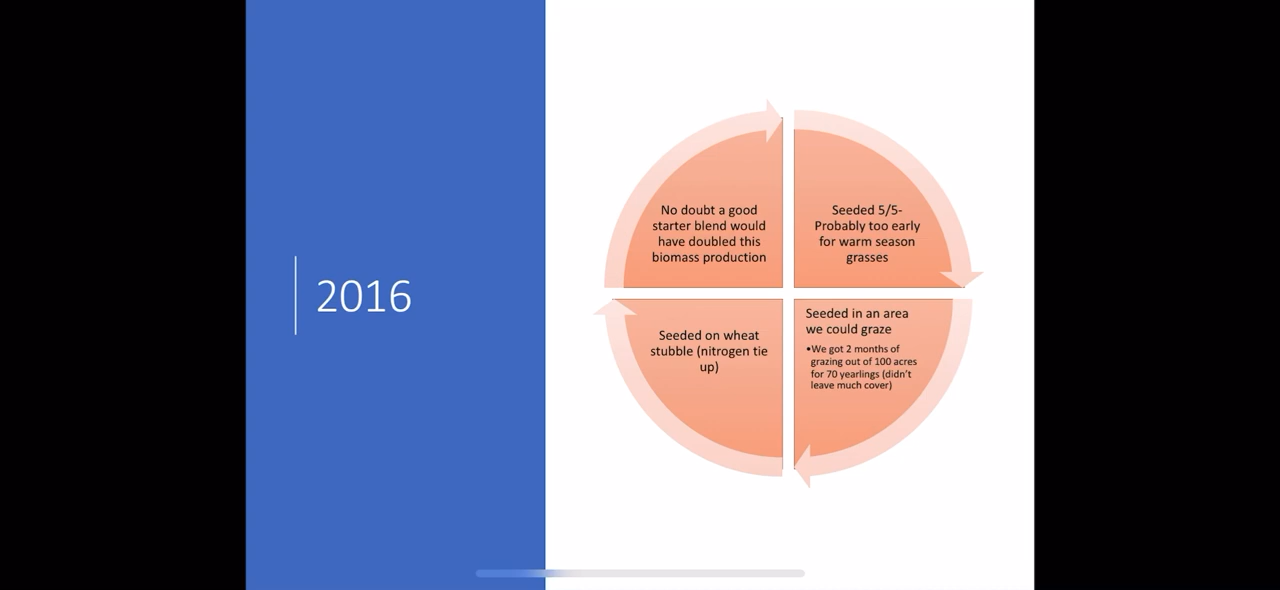 2016
No doubt a good
starter blend would
have doubled this
biomass production
Seeded 5/5-
Probably too early
for warm season
grasses
Seeded in an area
we could graze
•We got 2 months of
grazing out of 100 acres
for 70 yearlings (didn't
leave much cover)
Seeded on wheat
stubble (nitrogen tie
up)